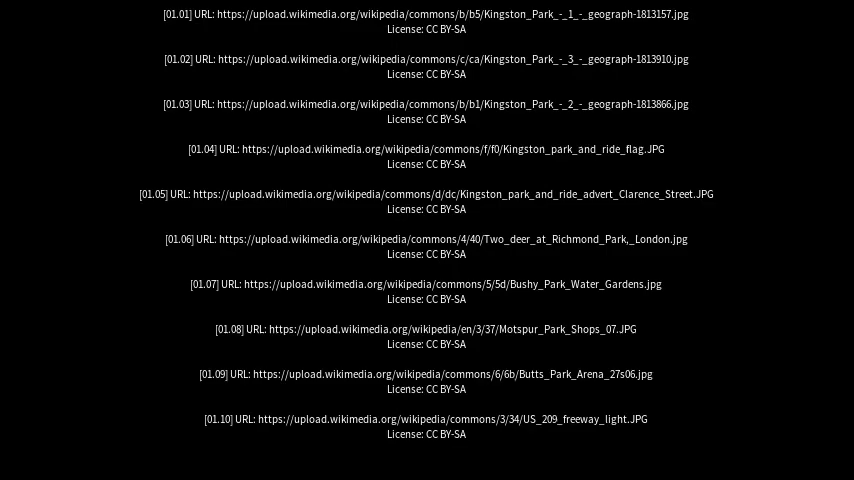 [01.01] URL: https://upload.wikimedia.org/wikipedia/commons/b/b5/Kingston_Park_-_1_-_geograph-1813157.jpg
License: CC BY-SA
[01.02] URL: https://upload.wikimedia.org/wikipedia/commons/c/ca/Kingston_Park_-_3_-_geograph-1813910.jpg
License: CC BY-SA
[01.03] URL: https://upload.wikimedia.org/wikipedia/commons/b/b1/Kingston_Park_-_2_-_geograph-1813866.jpg
License: CC BY-SA
[01.04] URL: https://upload.wikimedia.org/wikipedia/commons/f/f0/Kingston_park_and_ride_flag.JPG
License: CC BY-SA
[01.05] URL: https://upload.wikimedia.org/wikipedia/commons/d/dc/Kingston_park_and_ride_advert_Clarence_Street.JPG
License: CC BY-SA
[01.06] URL: https://upload.wikimedia.org/wikipedia/commons/4/40/Two_deer_at_Richmond_Park,_London.jpg
License: CC BY-SA
[01.07] URL: https://upload.wikimedia.org/wikipedia/commons/5/5d/Bushy_Park_Water_Gardens.jpg
License: CC BY-SA
[01.08] URL: https://upload.wikimedia.org/wikipedia/en/3/37/Motspur_Park_Shops_07.JPG
License: CC BY-SA
[01.09] URL: https://upload.wikimedia.org/wikipedia/commons/6/6b/Butts_Park_Arena_27s06.jpg
License: CC BY-SA
[01.10] URL: https://upload.wikimedia.org/wikipedia/commons/3/34/US_209_freeway_light.JPG
License: CC BY-SA